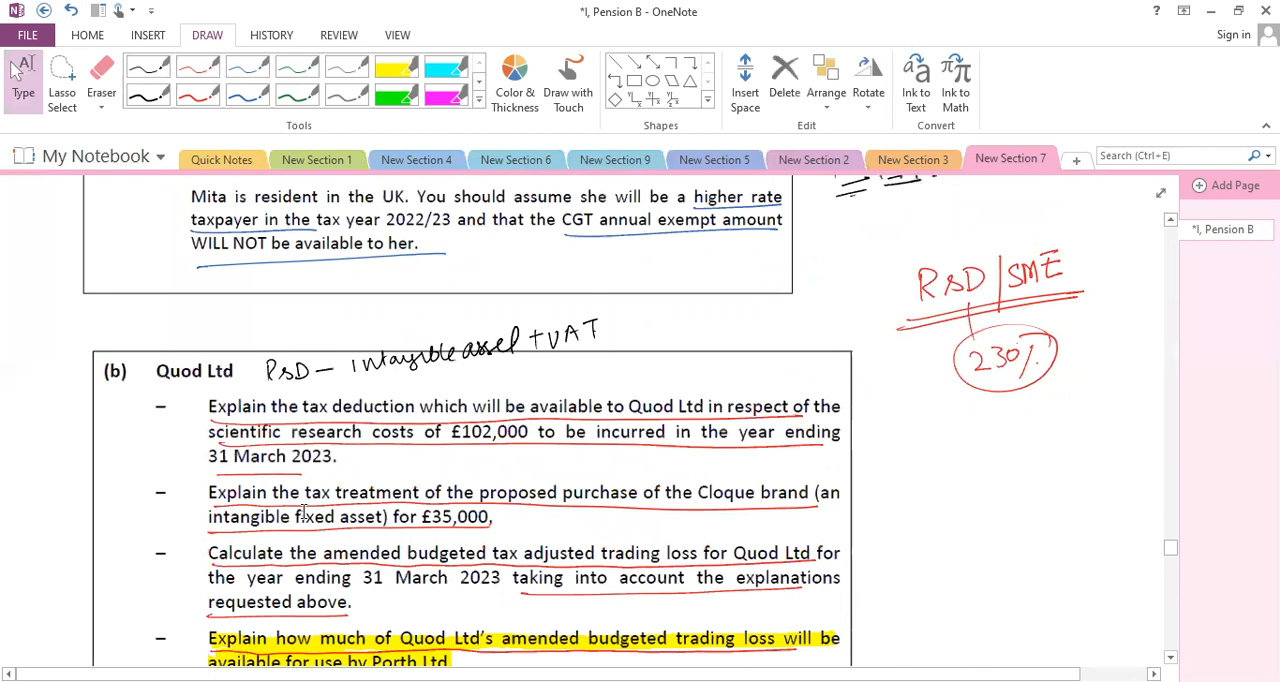 *I, Pension B - OneNote
Sign in
FILE HOME INSERT DRAW HISTORY REVIEW VIEW
Type
Lasso Select
Eraser
Color & Thickness
Draw with Touch
Insert Space
Delete
Arrange
Rotate
Ink to Text
Ink to Math
Tools
Shapes
Edit
Convert
My Notebook
Quick Notes New Section 1 New Section 4 New Section 6 New Section 9 New Section 5 New Section 2 New Section 3 New Section 7
Search (Ctrl+E)
Add Page
*I, Pension B
Mita is resident in the UK. You should assume she will be a higher rate
taxpayer in the tax year 2022/23 and that the CGT annual exempt amount
WILL NOT be available to her.
R&D | SME
230%
(b) Quod Ltd R&D – intangible asset + VAT
– Explain the tax deduction which will be available to Quod Ltd in respect of the
scientific research costs of £102,000 to be incurred in the year ending
31 March 2023.
– Explain the tax treatment of the proposed purchase of the Cloque brand (an
intangible fixed asset) for £35,000,
– Calculate the amended budgeted tax adjusted trading loss for Quod Ltd for
the year ending 31 March 2023 taking into account the explanations
requested above.
– Explain how much of Quod Ltd's amended budgeted trading loss will be
available for use by Porth Ltd